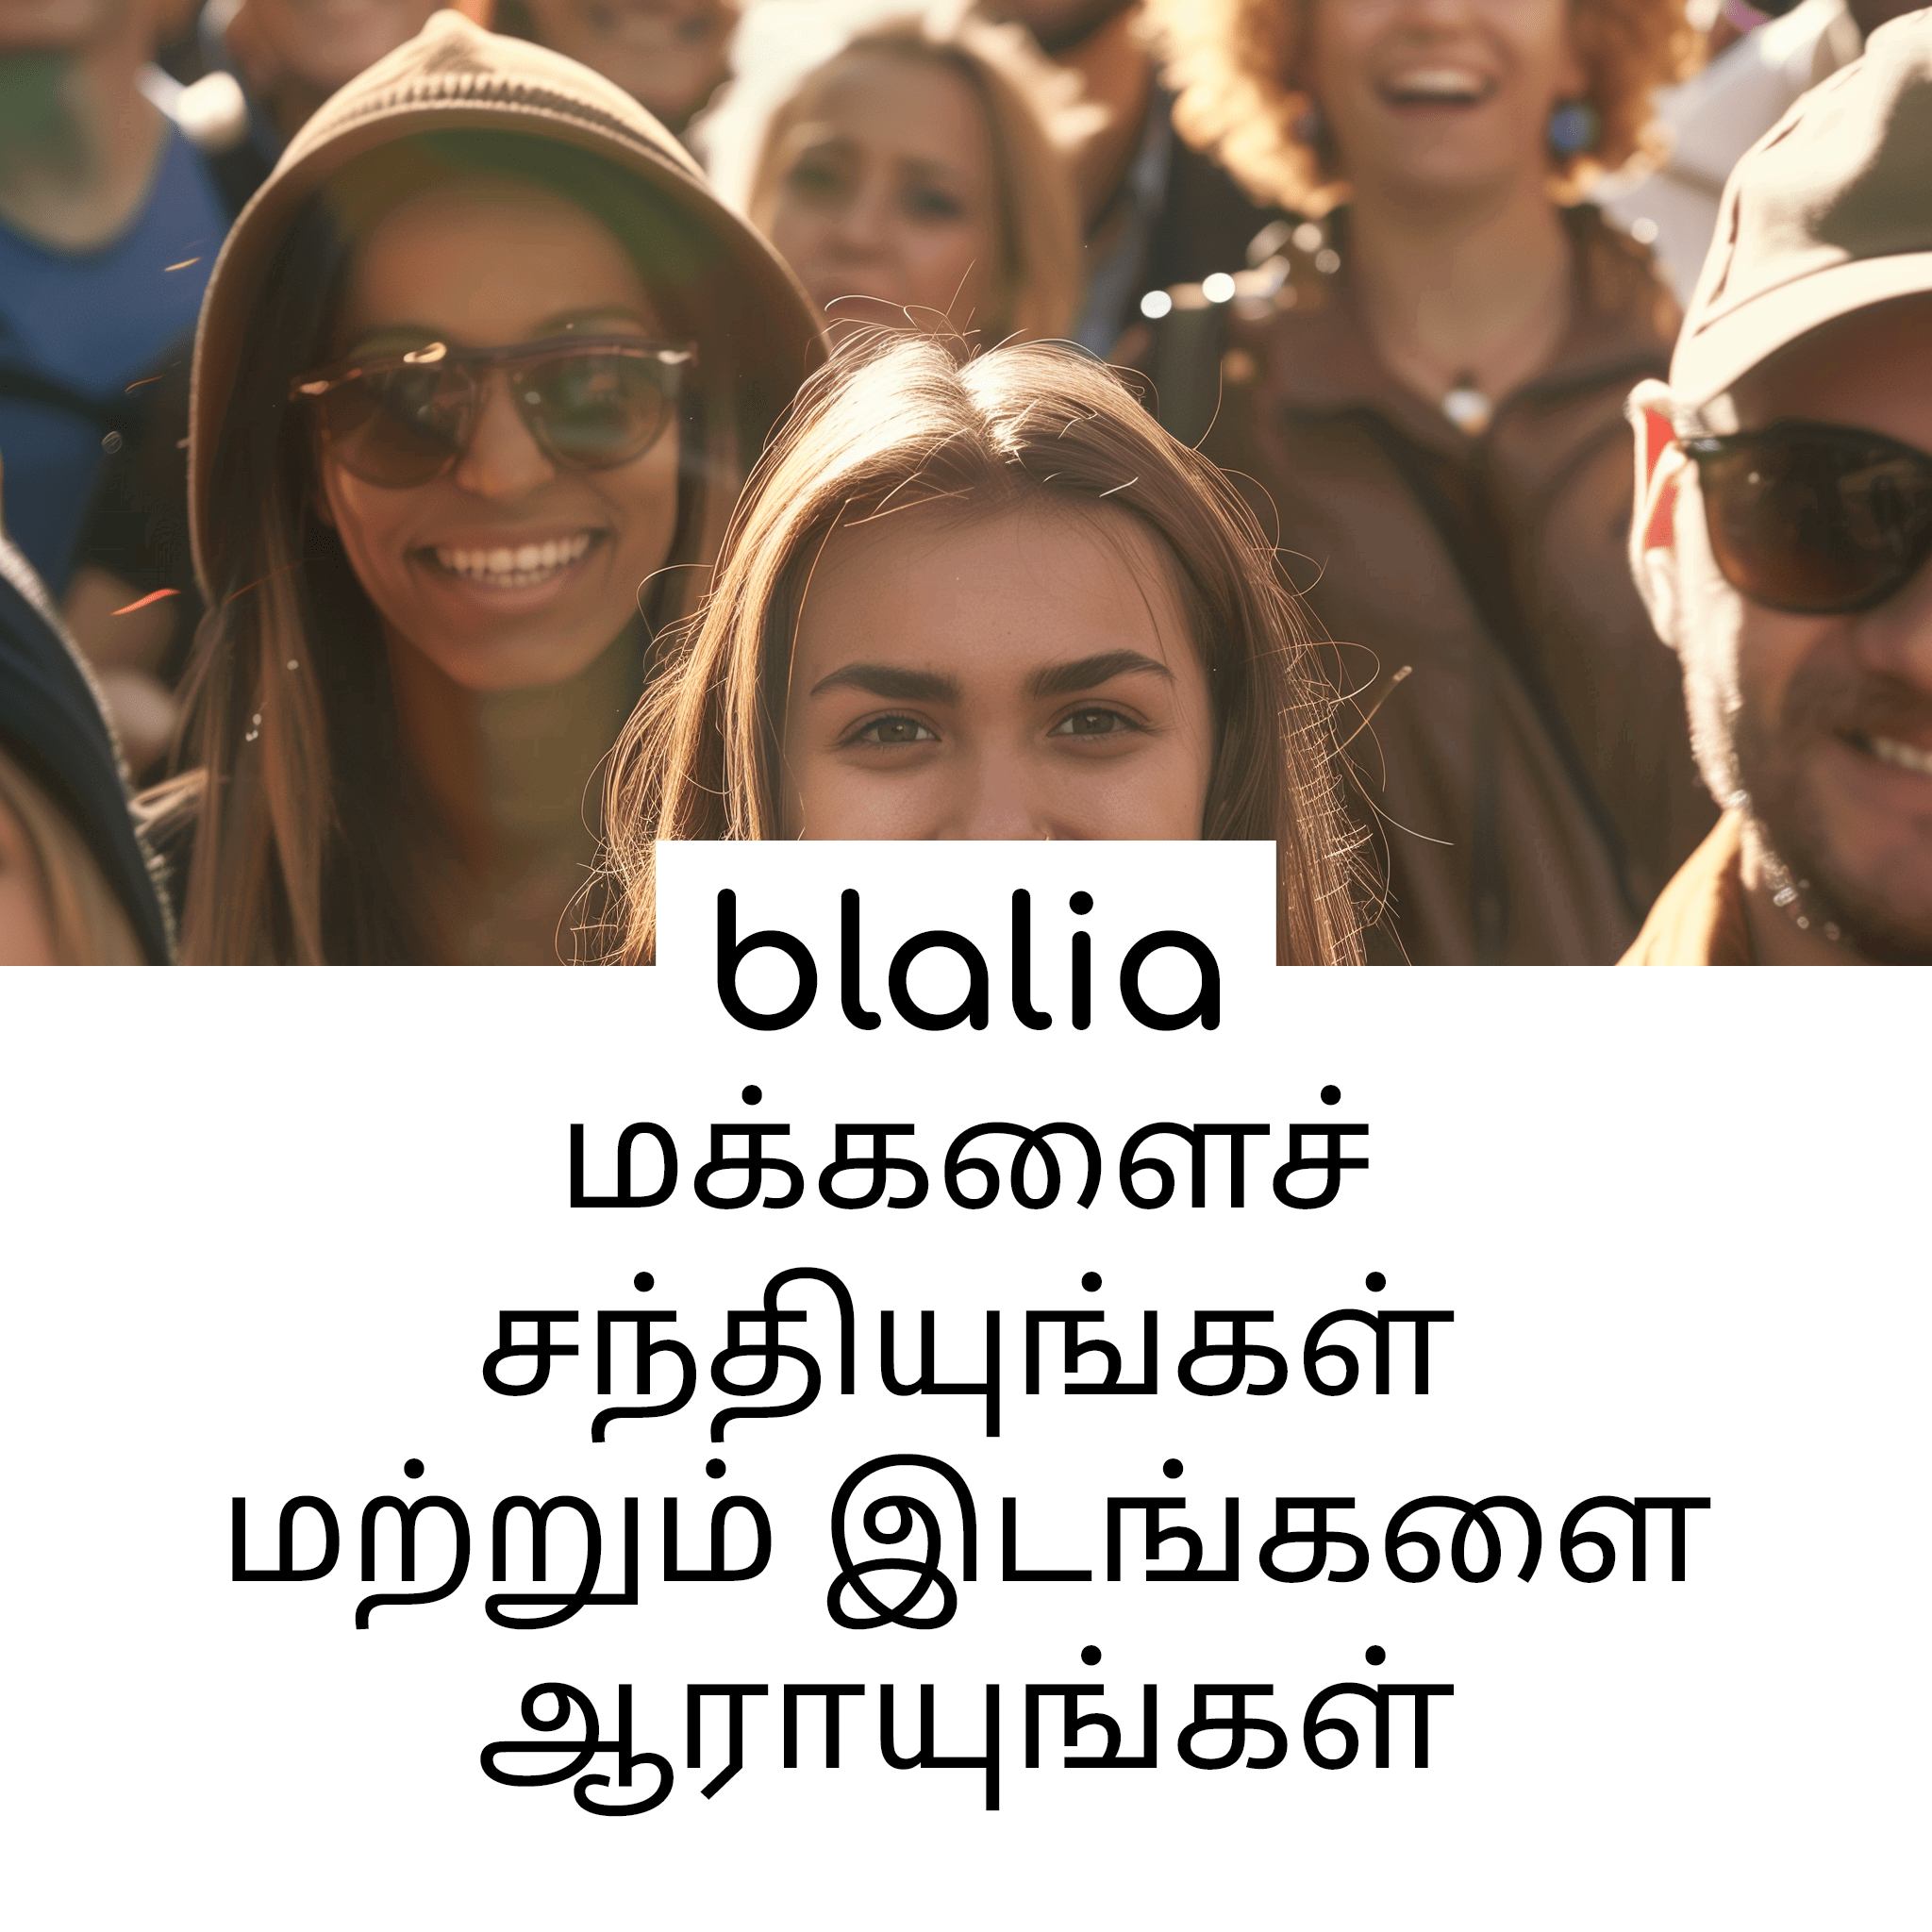 blalia
மக்களைச்
சந்தியுங்கள்
மற்றும் இடங்களை
ஆராயுங்கள்